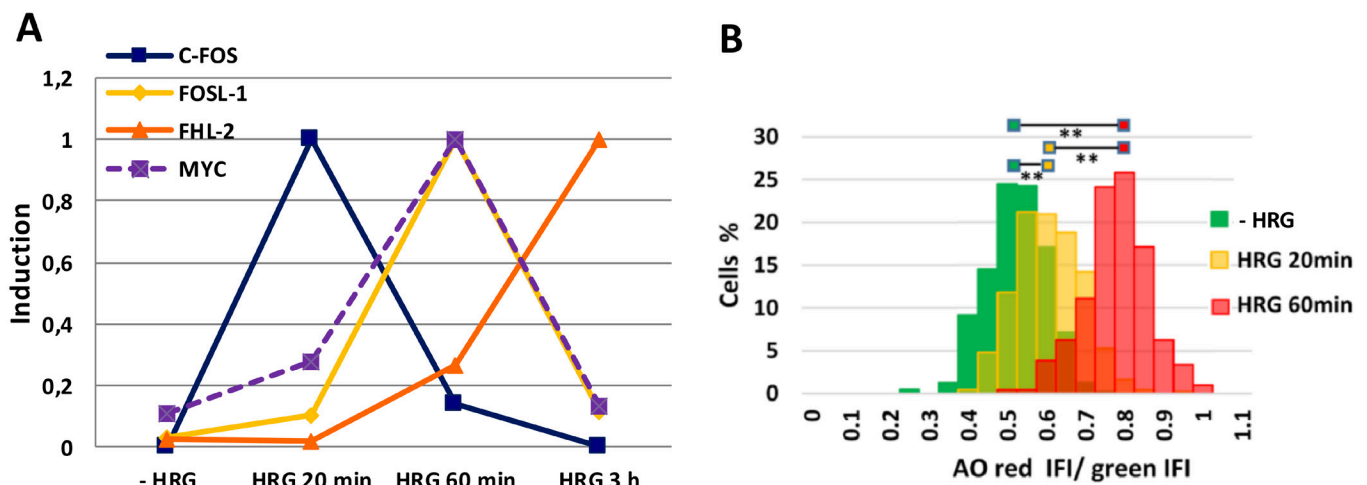 A
C-FOS
FOSL-1
FHL-2
MYC
1,2
1
0,8
0,6
0,4
0,2
0
Induction
- HRG
HRG 20 min
HRG 60 min
HRG 3 h
B
30
25
20
15
10
5
0
Cells %
**
**
**
- HRG
HRG 20min
HRG 60min
0
0.1
0.2
0.3
0.4
0.5
0.6
0.7
0.8
0.9
1
1.1
AO red IFI/ green IFI